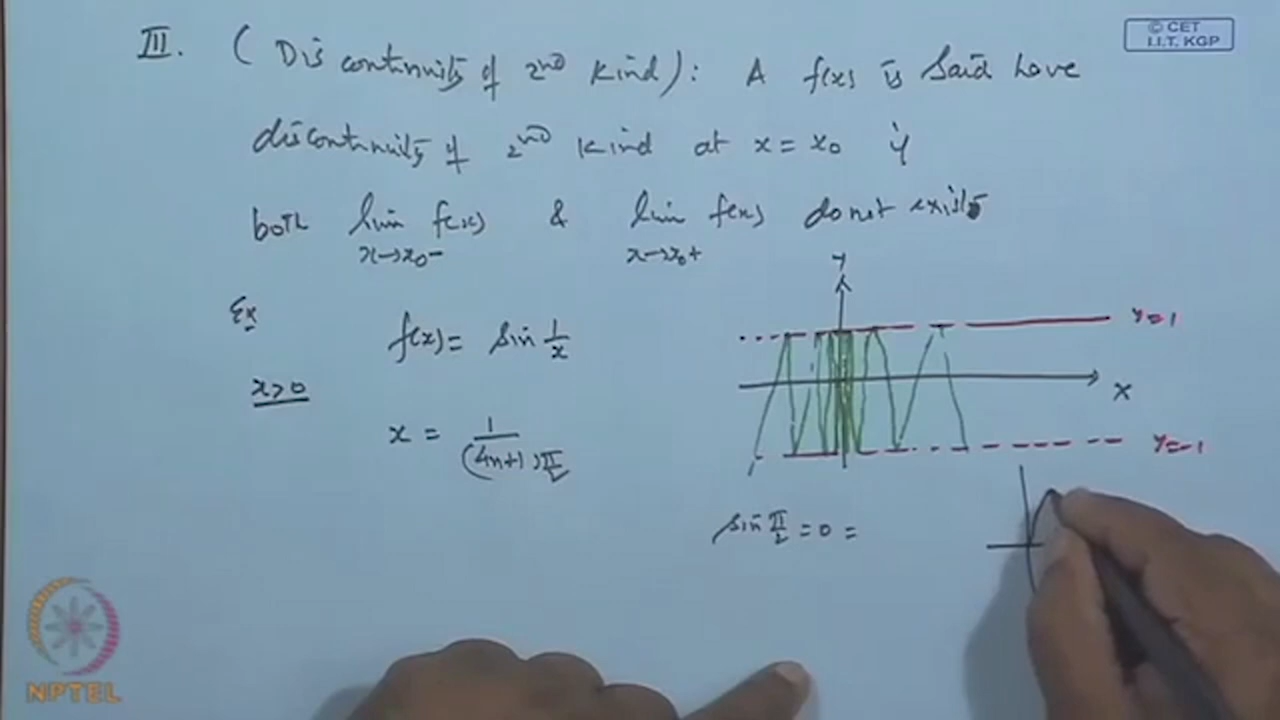 © CET
I.I.T. KGP
III. (Discontinuity of 2nd kind): A f(x) is said have
discontinuity of 2nd kind at x = x0 if
both lim f(x) & lim f(x) do not exists
x→x0- x→x0+
Ex f(x) = sin 1/x
x>0 x = 1/(4n+1)π/2
Y
y=1
X
y=-1
sin π/2 = 0 =
NPTEL